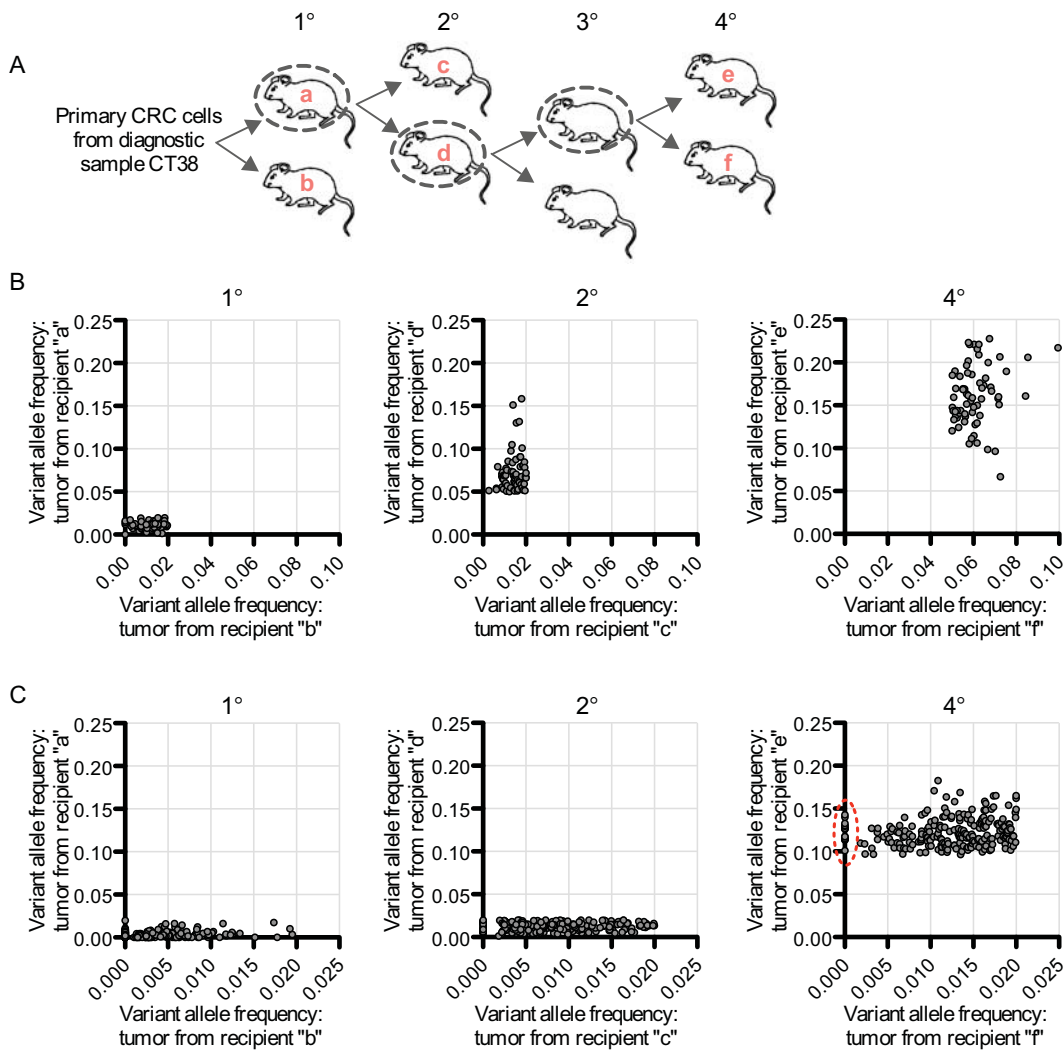 1° 2° 3° 4°
A
Primary CRC cells
from diagnostic
sample CT38
a
b
c
d
e
f
B
1°
Variant allele frequency:
tumor from recipient "a"
0.25
0.20
0.15
0.10
0.05
0.00
0.00 0.02 0.04 0.06 0.08 0.10
Variant allele frequency:
tumor from recipient "b"
2°
Variant allele frequency:
tumor from recipient "d"
0.25
0.20
0.15
0.10
0.05
0.00
0.00 0.02 0.04 0.06 0.08 0.10
Variant allele frequency:
tumor from recipient "c"
4°
Variant allele frequency:
tumor from recipient "e"
0.25
0.20
0.15
0.10
0.05
0.00
0.00 0.02 0.04 0.06 0.08 0.10
Variant allele frequency:
tumor from recipient "f"
C
1°
Variant allele frequency:
tumor from recipient "a"
0.25
0.20
0.15
0.10
0.05
0.00
0.000 0.005 0.010 0.015 0.020 0.025
Variant allele frequency:
tumor from recipient "b"
2°
Variant allele frequency:
tumor from recipient "d"
0.25
0.20
0.15
0.10
0.05
0.00
0.000 0.005 0.010 0.015 0.020 0.025
Variant allele frequency:
tumor from recipient "c"
4°
Variant allele frequency:
tumor from recipient "e"
0.25
0.20
0.15
0.10
0.05
0.00
0.000 0.005 0.010 0.015 0.020 0.025
Variant allele frequency:
tumor from recipient "f"